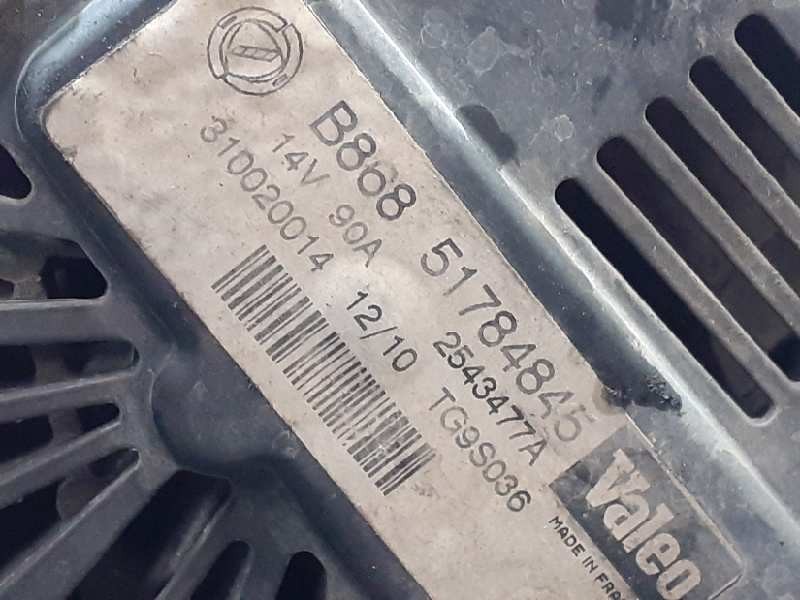 B868 51784845
14V 90A 2543477A
310020014 12/10 TG9S036
Valeo
MADE IN FRA